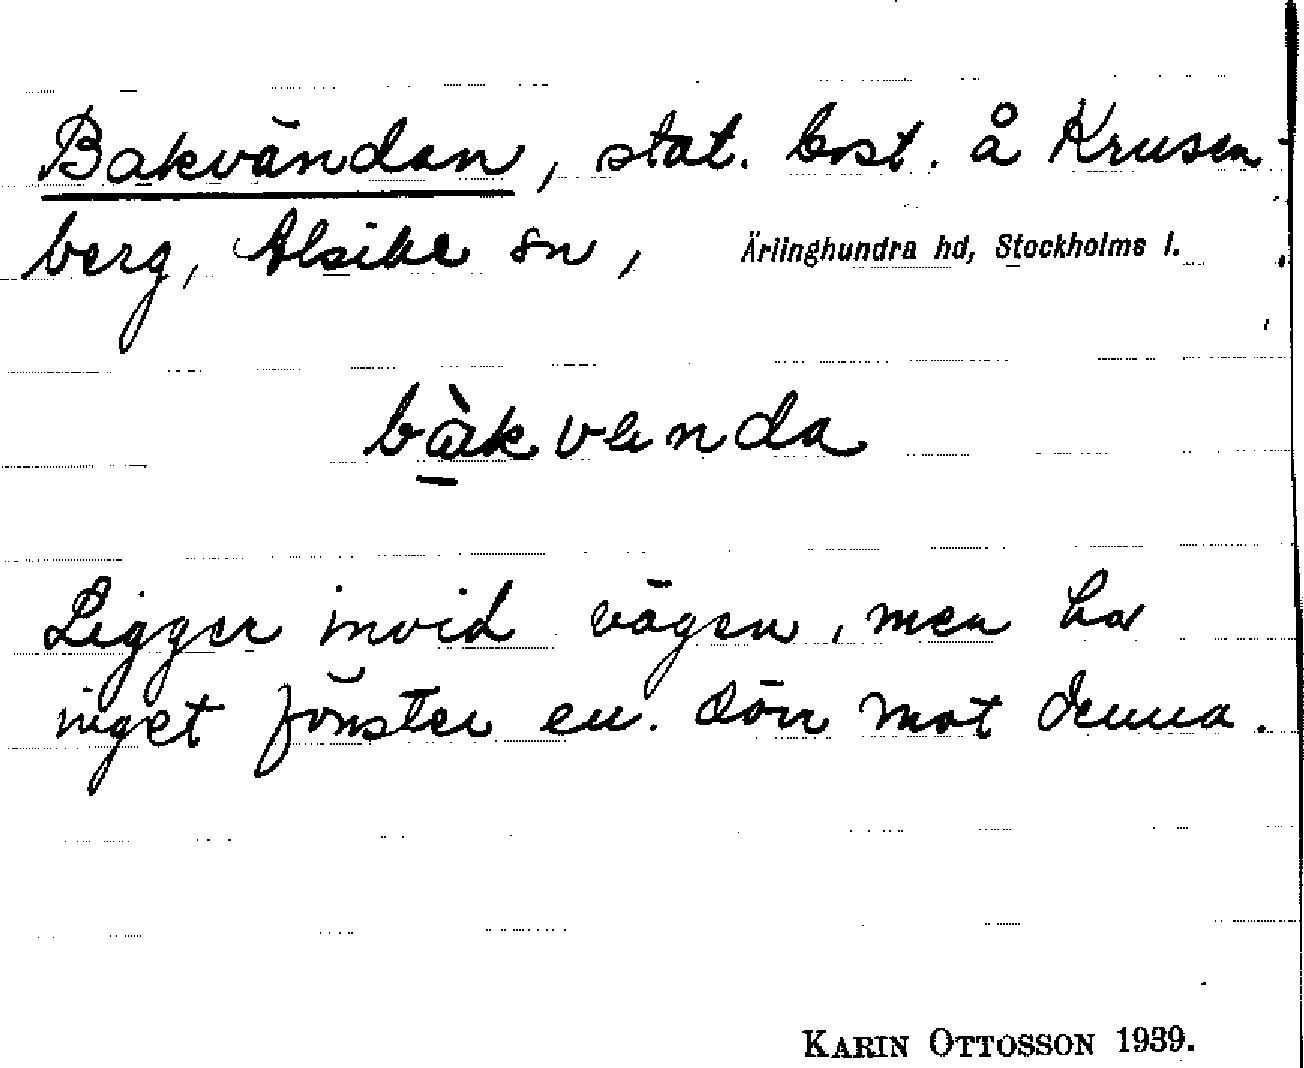 Bakvändan, stat. bost. å Krusen-
berg, Alsike sn, Ärlinghundra hd, Stockholms l.
bàkvenda
Ligger invid vägen, men har
inget fönster el. dörr mot denna.
KARIN OTTOSSON 1939.